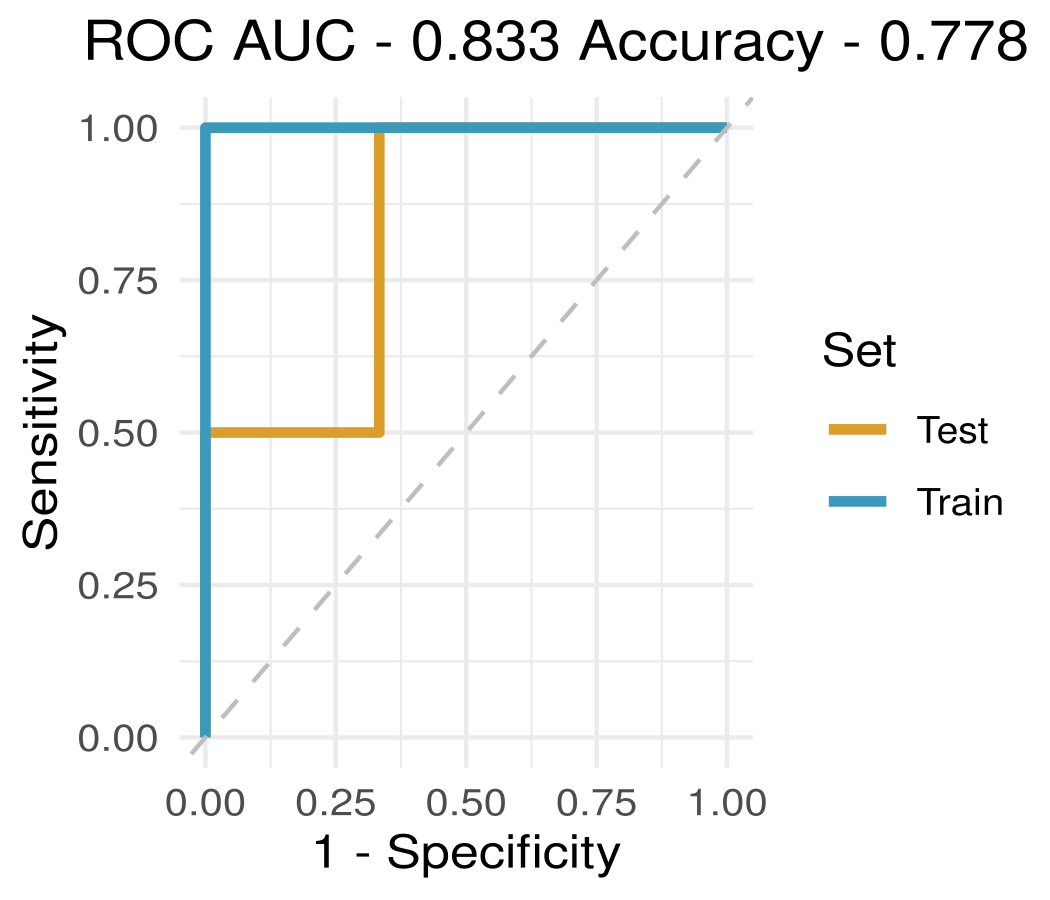 ROC AUC - 0.833 Accuracy - 0.778
1.00
0.75
0.50
0.25
0.00
Sensitivity
0.00 0.25 0.50 0.75 1.00
1 - Specificity
Set
Test
Train